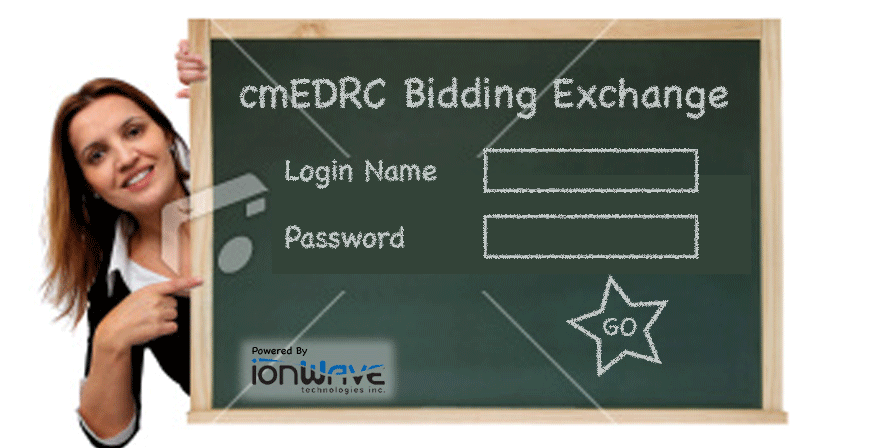 cmEDRC Bidding Exchange
Login Name
Password
GO
Powered By
ionwave
technologies inc.